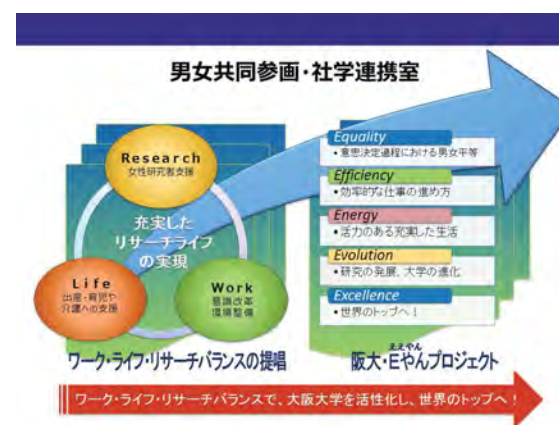 男女共同参画・社学連携室
Research
女性研究者支援
充実した
リサーチライフ
の実現
Life
出産・育児や
介護への支援
Work
意識改革
環境整備
ワーク・ライフ・リサーチバランスの提唱
Equality
•意思決定過程における男女平等
Efficiency
•効率的な仕事の進め方
Energy
•活力のある充実した生活
Evolution
•研究の発展、大学の進化
Excellence
•世界のトップへ！
ええやん
阪大・Eやんプロジェクト
ワーク・ライフ・リサーチバランスで、大阪大学を活性化し、世界のトップへ！